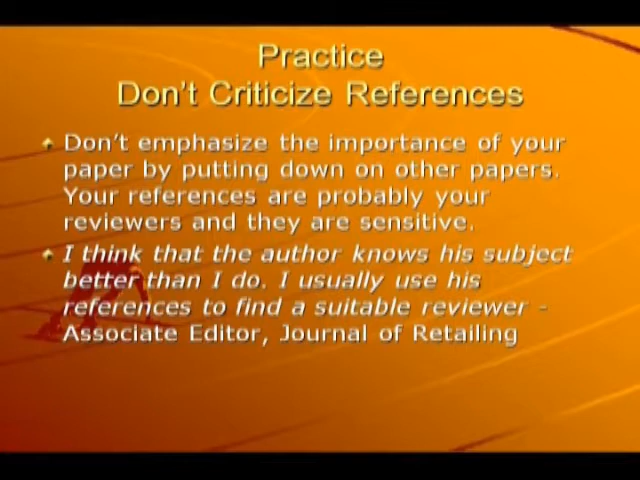 Practice
Don't Criticize References
Don't emphasize the importance of your
paper by putting down on other papers.
Your references are probably your
reviewers and they are sensitive.
I think that the author knows his subject
better than I do. I usually use his
references to find a suitable reviewer -
Associate Editor, Journal of Retailing